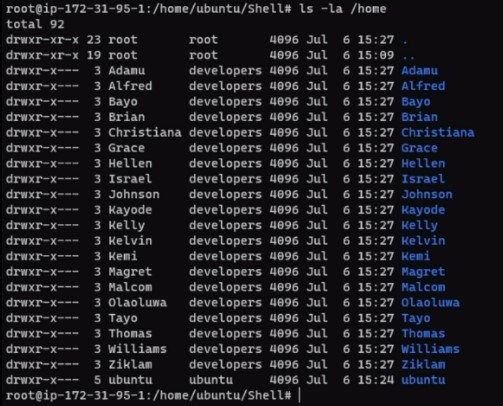 root@ip-172-31-95-1:/home/ubuntu/Shell# ls -la /home
total 92
drwxr-xr-x 23 root      root       4096 Jul  6 15:27 .
drwxr-xr-x 19 root      root       4096 Jul  6 15:09 ..
drwxr-x---  3 Adamu     developers 4096 Jul  6 15:27 Adamu
drwxr-x---  3 Alfred    developers 4096 Jul  6 15:27 Alfred
drwxr-x---  3 Bayo      developers 4096 Jul  6 15:27 Bayo
drwxr-x---  3 Brian     developers 4096 Jul  6 15:27 Brian
drwxr-x---  3 Christiana developers 4096 Jul  6 15:27 Christiana
drwxr-x---  3 Grace     developers 4096 Jul  6 15:27 Grace
drwxr-x---  3 Hellen    developers 4096 Jul  6 15:27 Hellen
drwxr-x---  3 Israel    developers 4096 Jul  6 15:27 Israel
drwxr-x---  3 Johnson   developers 4096 Jul  6 15:27 Johnson
drwxr-x---  3 Kayode    developers 4096 Jul  6 15:27 Kayode
drwxr-x---  3 Kelly     developers 4096 Jul  6 15:27 Kelly
drwxr-x---  3 Kelvin    developers 4096 Jul  6 15:27 Kelvin
drwxr-x---  3 Kemi      developers 4096 Jul  6 15:27 Kemi
drwxr-x---  3 Magret    developers 4096 Jul  6 15:27 Magret
drwxr-x---  3 Malcom    developers 4096 Jul  6 15:27 Malcom
drwxr-x---  3 Olaoluwa  developers 4096 Jul  6 15:27 Olaoluwa
drwxr-x---  3 Tayo      developers 4096 Jul  6 15:27 Tayo
drwxr-x---  3 Thomas    developers 4096 Jul  6 15:27 Thomas
drwxr-x---  3 Williams  developers 4096 Jul  6 15:27 Williams
drwxr-x---  3 Ziklam    developers 4096 Jul  6 15:27 Ziklam
drwxr-x---  5 ubuntu    ubuntu     4096 Jul  6 15:24 ubuntu
root@ip-172-31-95-1:/home/ubuntu/Shell#